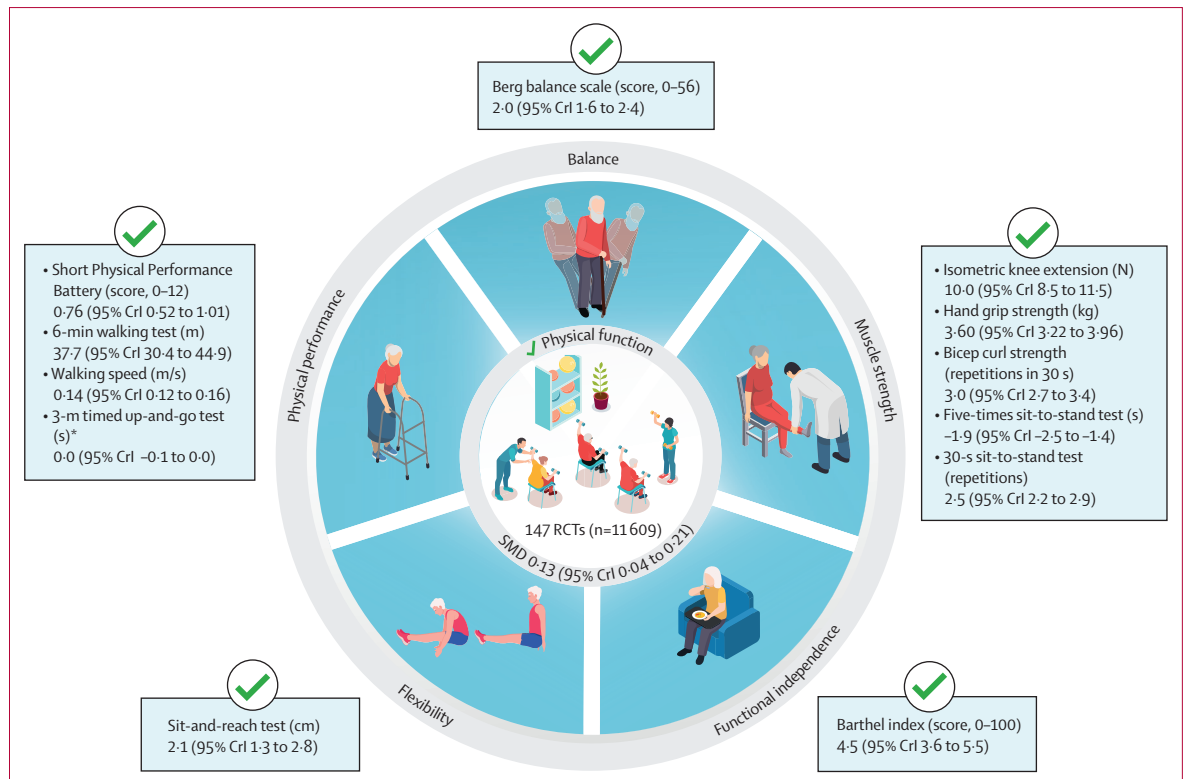 Berg balance scale (score, 0–56)
2·0 (95% CrI 1·6 to 2·4)
Balance
• Short Physical Performance
Battery (score, 0–12)
0·76 (95% CrI 0·52 to 1·01)
• 6-min walking test (m)
37·7 (95% CrI 30·4 to 44·9)
• Walking speed (m/s)
0·14 (95% CrI 0·12 to 0·16)
• 3-m timed up-and-go test
(s)*
0·0 (95% CrI –0·1 to 0·0)
Physical performance
Physical function
147 RCTs (n=11 609)
SMD 0·13 (95% CrI 0·04 to 0·21)
Muscle strength
• Isometric knee extension (N)
10·0 (95% CrI 8·5 to 11·5)
• Hand grip strength (kg)
3·60 (95% CrI 3·22 to 3·96)
• Bicep curl strength
(repetitions in 30 s)
3·0 (95% CrI 2·7 to 3·4)
• Five-times sit-to-stand test (s)
–1·9 (95% CrI –2·5 to –1·4)
• 30-s sit-to-stand test
(repetitions)
2·5 (95% CrI 2·2 to 2·9)
Flexibility
Functional independence
Sit-and-reach test (cm)
2·1 (95% CrI 1·3 to 2·8)
Barthel index (score, 0–100)
4·5 (95% CrI 3·6 to 5·5)